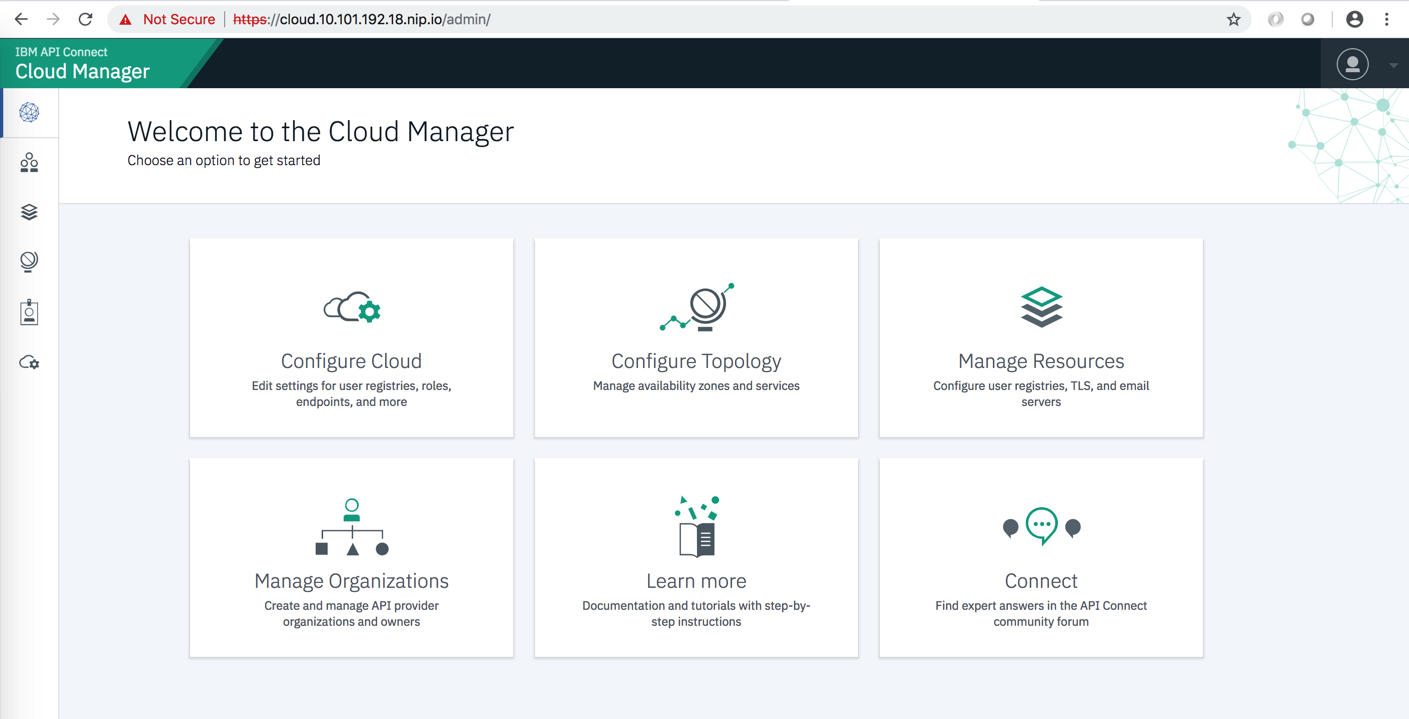 Not Secure | https://cloud.10.101.192.18.nip.io/admin/
IBM API Connect
Cloud Manager
Welcome to the Cloud Manager
Choose an option to get started
Configure Cloud
Edit settings for user registries, roles,
endpoints, and more
Configure Topology
Manage availability zones and services
Manage Resources
Configure user registries, TLS, and email
servers
Manage Organizations
Create and manage API provider
organizations and owners
Learn more
Documentation and tutorials with step-by-
step instructions
Connect
Find expert answers in the API Connect
community forum